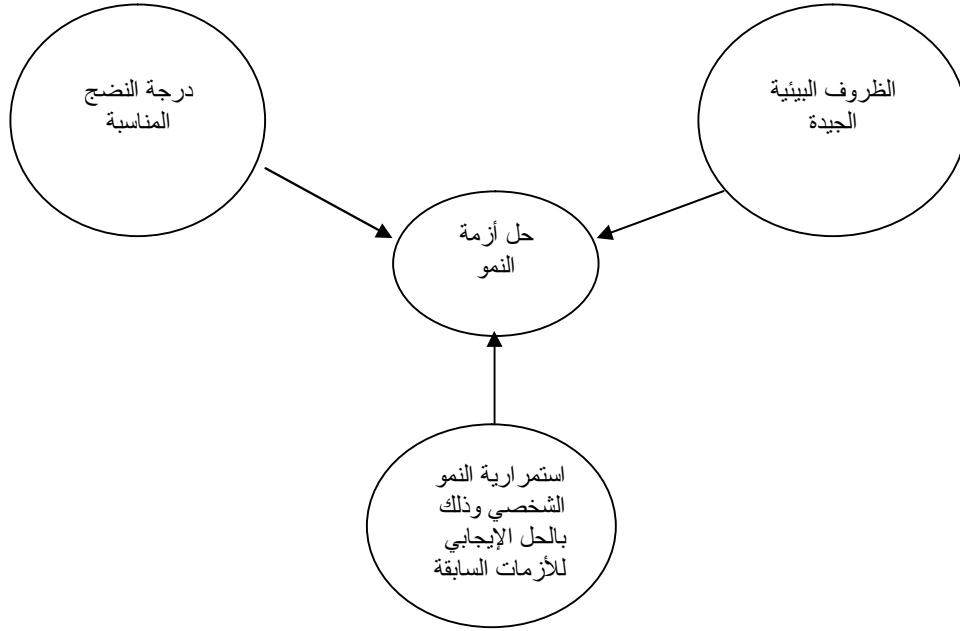 الظروف البيئية
الجيدة
درجة النضج
المناسبة
حل أزمة
النمو
استمرارية النمو
الشخصي وذلك
بالحل الإيجابي
للأزمات السابقة